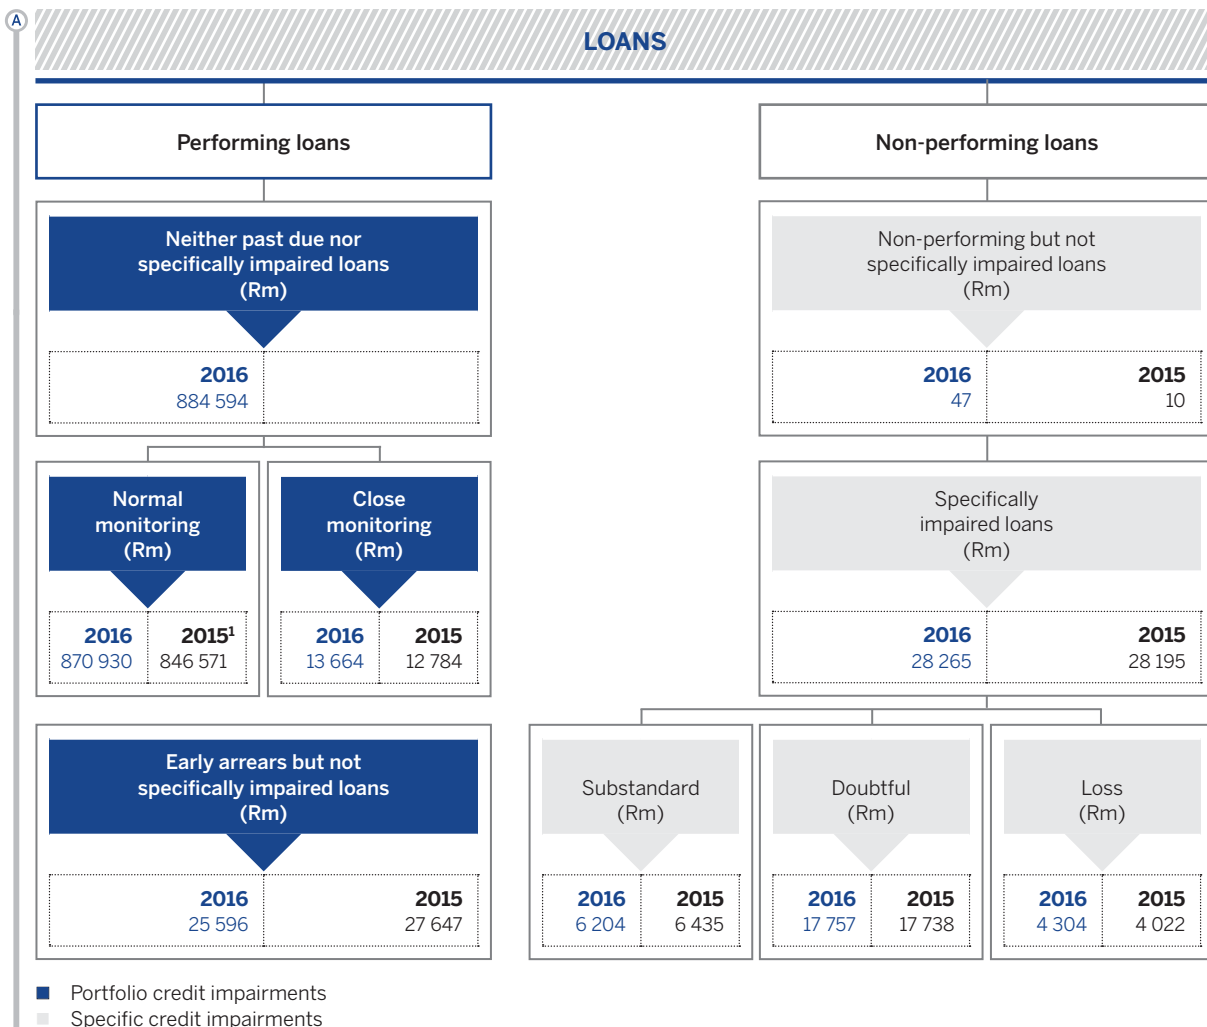 A
LOANS
Performing loans
Non-performing loans
Neither past due nor
specifically impaired loans
(Rm)
2016
884 594
Non-performing but not
specifically impaired loans
(Rm)
2016 2015
47 10
Normal
monitoring
(Rm)
2016 2015¹
870 930 846 571
Close
monitoring
(Rm)
2016 2015
13 664 12 784
Specifically
impaired loans
(Rm)
2016 2015
28 265 28 195
Early arrears but not
specifically impaired loans
(Rm)
2016 2015
25 596 27 647
Substandard
(Rm)
2016 2015
6 204 6 435
Doubtful
(Rm)
2016 2015
17 757 17 738
Loss
(Rm)
2016 2015
4 304 4 022
Portfolio credit impairments
Specific credit impairments